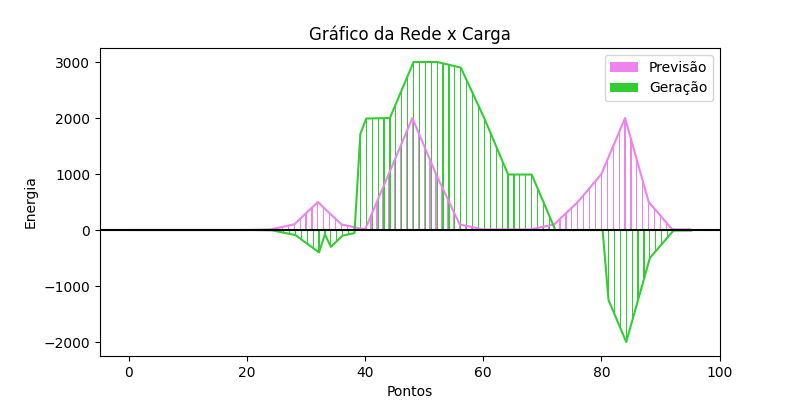 Gráfico da Rede x Carga
Previsão
Geração
Energia
3000
2000
1000
0
−1000
−2000
0 20 40 60 80 100
Pontos